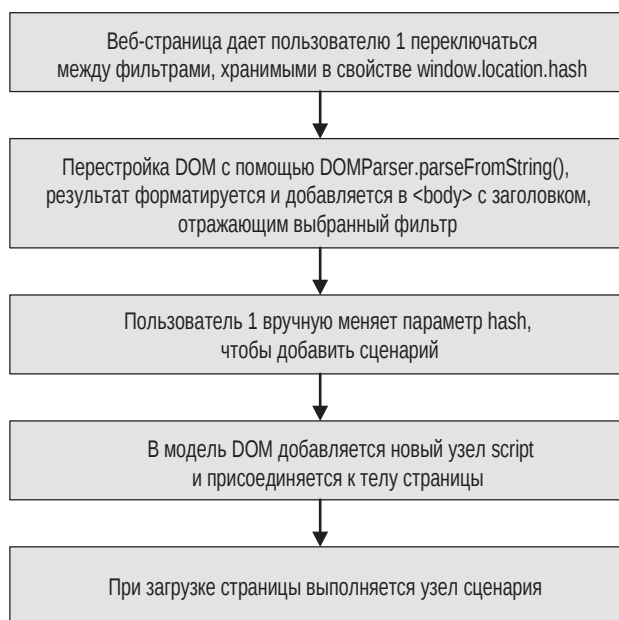 Веб-страница дает пользователю 1 переключаться
между фильтрами, хранимыми в свойстве window.location.hash
Перестройка DOM с помощью DOMParser.parseFromString(),
результат форматируется и добавляется в <body> с заголовком,
отражающим выбранный фильтр
Пользователь 1 вручную меняет параметр hash,
чтобы добавить сценарий
В модель DOM добавляется новый узел script
и присоединяется к телу страницы
При загрузке страницы выполняется узел сценария